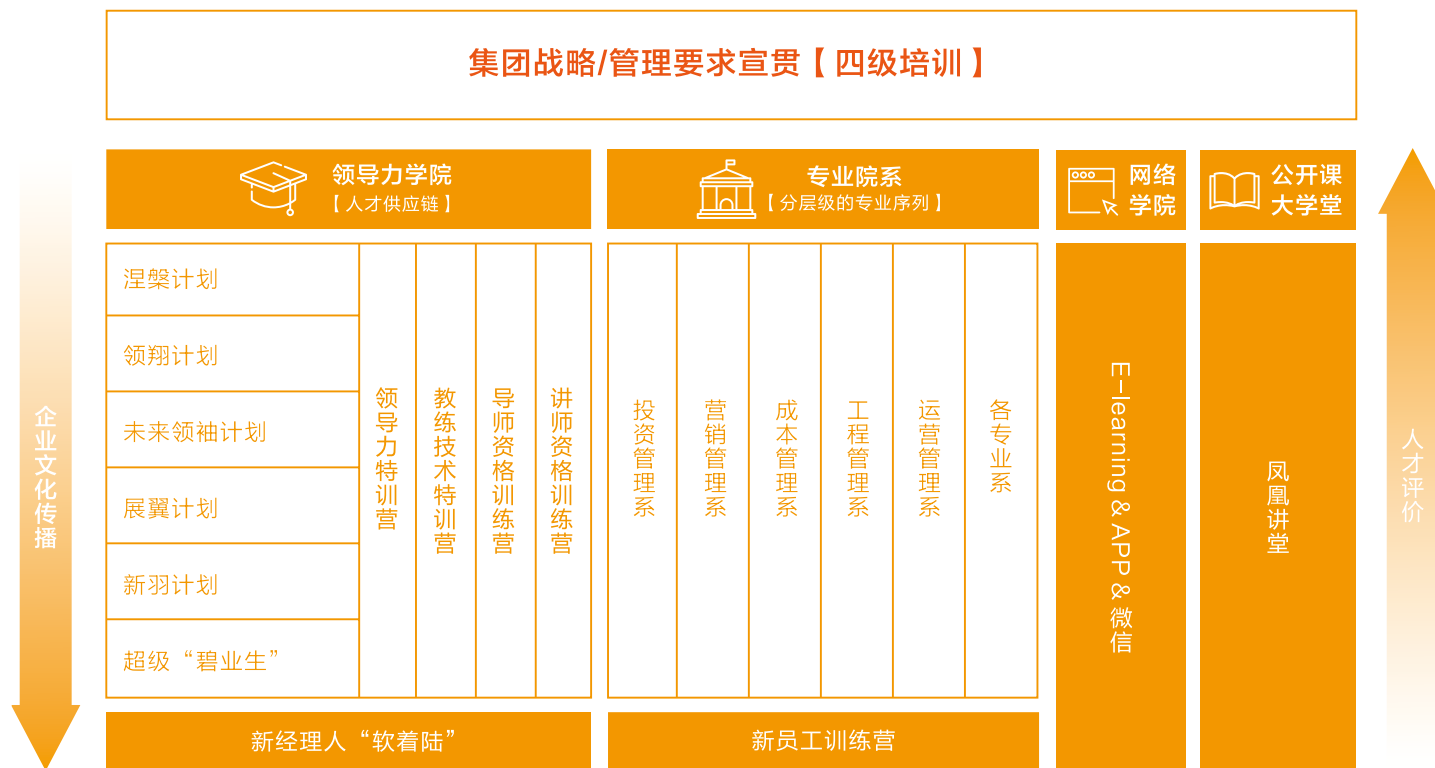 集团战略/管理要求宣贯【四级培训】
领导力学院
【人才供应链】
专业院系
【分层级的专业序列】
网络
学院
公开课
大学堂
企业文化传播
涅槃计划
领翔计划
未来领袖计划
展翼计划
新羽计划
超级“碧业生”
领导力特训营
教练技术特训营
导师资格训练营
讲师资格训练营
投资管理系
营销管理系
成本管理系
工程管理系
运营管理系
各专业系
E-learning & APP & 微信
凤凰讲堂
人才评价
新经理人“软着陆”
新员工训练营